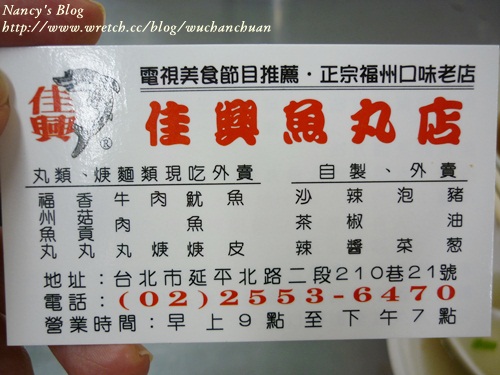 Nancy's Blog
http://www.wretch.cc/blog/wuchanchuan
電視美食節目推薦・正宗福州口味老店
佳興
®
佳興魚丸店
丸類、焿麵類現吃外賣
自製、外賣
福州魚丸 香菇貢丸 牛肉丸 肉焿 魷魚焿 魚皮
沙茶辣 辣椒醬 泡菜 豬油葱
地址：台北市延平北路二段210巷21號
電話：(02)2553-6470
營業時間：早上9點至下午7點